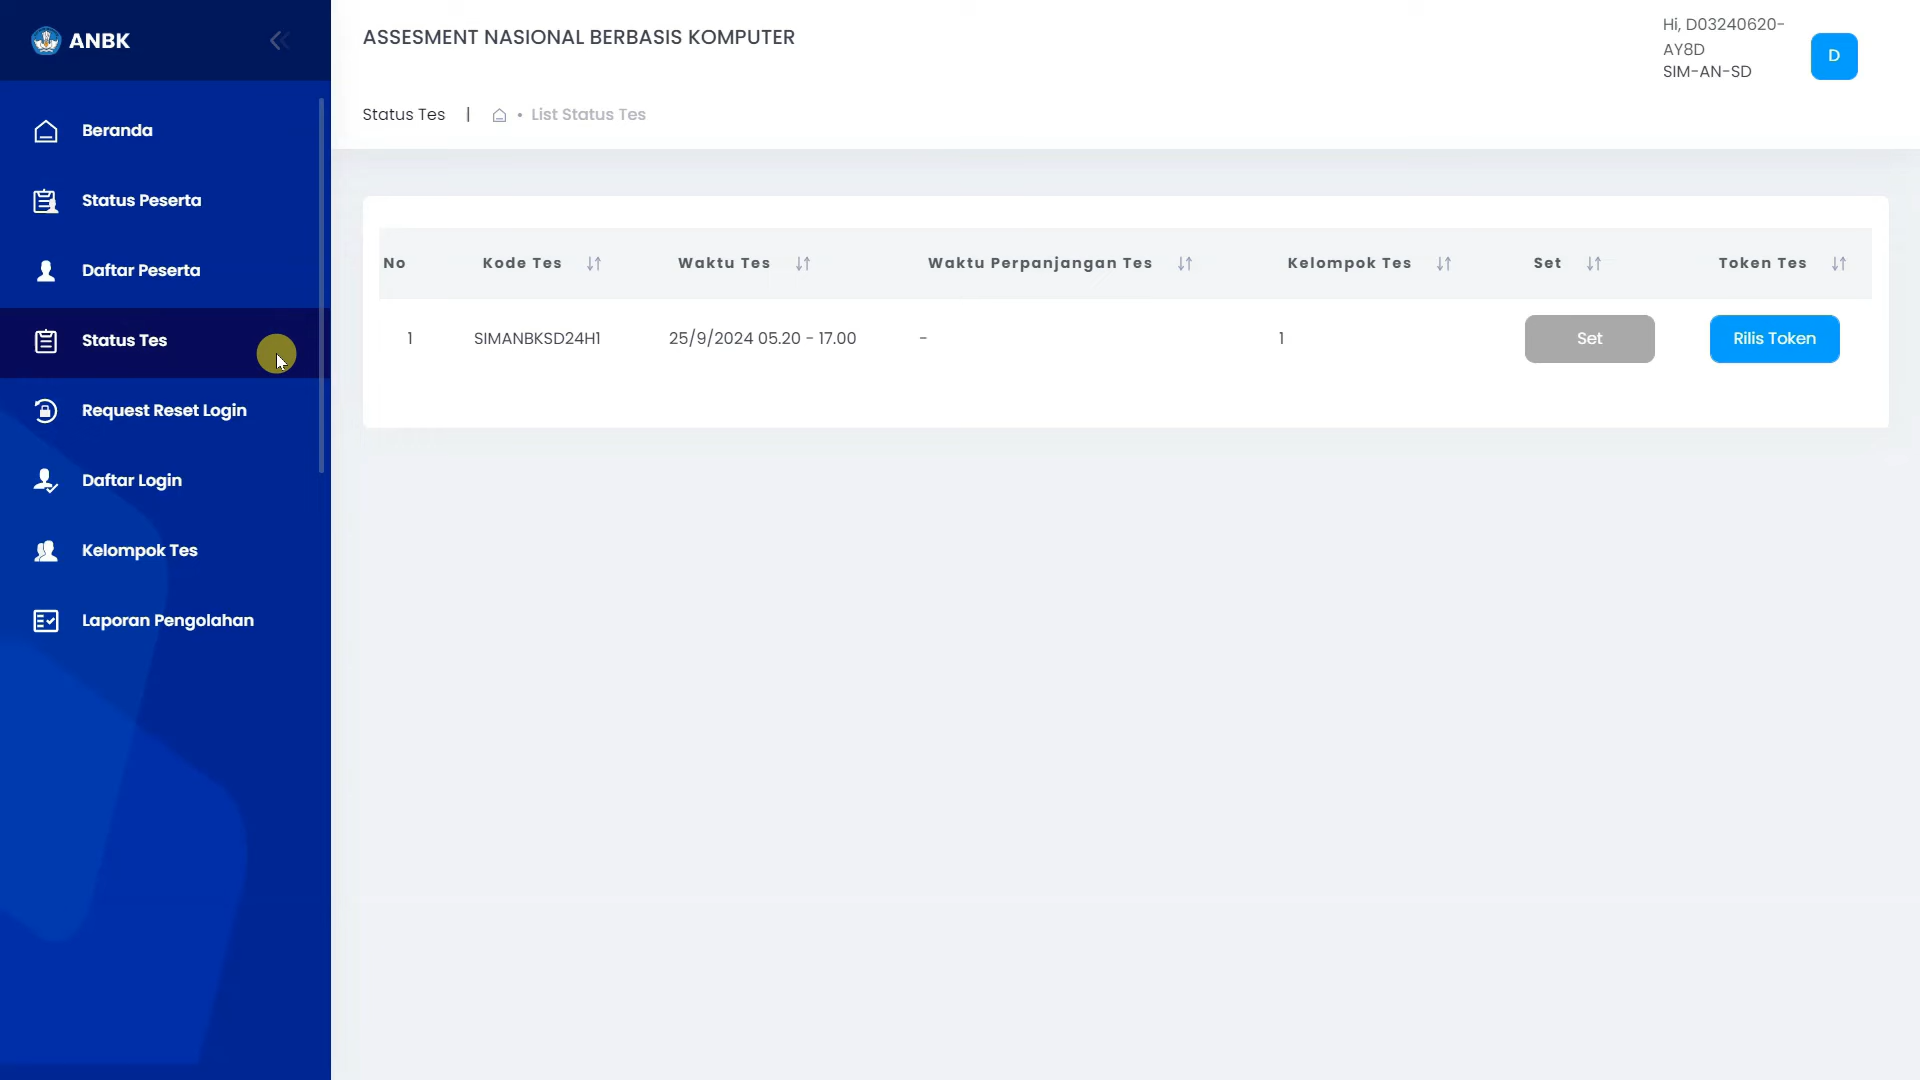 ANBK
ASSESMENT NASIONAL BERBASIS KOMPUTER
Hi, D03240620-
AY8D
SIM-AN-SD
D
Status Tes | • List Status Tes
Beranda
Status Peserta
Daftar Peserta
Status Tes
Request Reset Login
Daftar Login
Kelompok Tes
Laporan Pengolahan
No Kode Tes Waktu Tes Waktu Perpanjangan Tes Kelompok Tes Set Token Tes
1 SIMANBKSD24H1 25/9/2024 05.20 - 17.00 - 1 Set Rilis Token